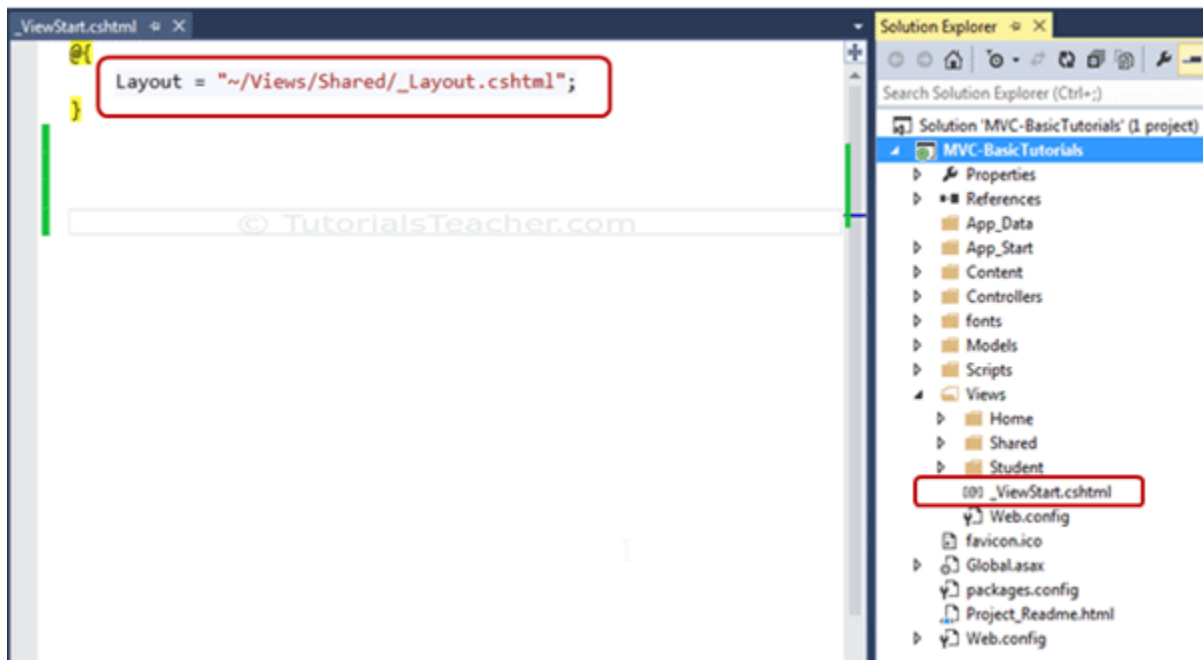 _ViewStart.cshtml
@{
Layout = "~/Views/Shared/_Layout.cshtml";
}
© TutorialsTeacher.com
Solution Explorer
Search Solution Explorer (Ctrl+;)
Solution 'MVC-BasicTutorials' (1 project)
MVC-BasicTutorials
Properties
References
App_Data
App_Start
Content
Controllers
fonts
Models
Scripts
Views
Home
Shared
Student
_ViewStart.cshtml
Web.config
favicon.ico
Global.asax
packages.config
Project_Readme.html
Web.config